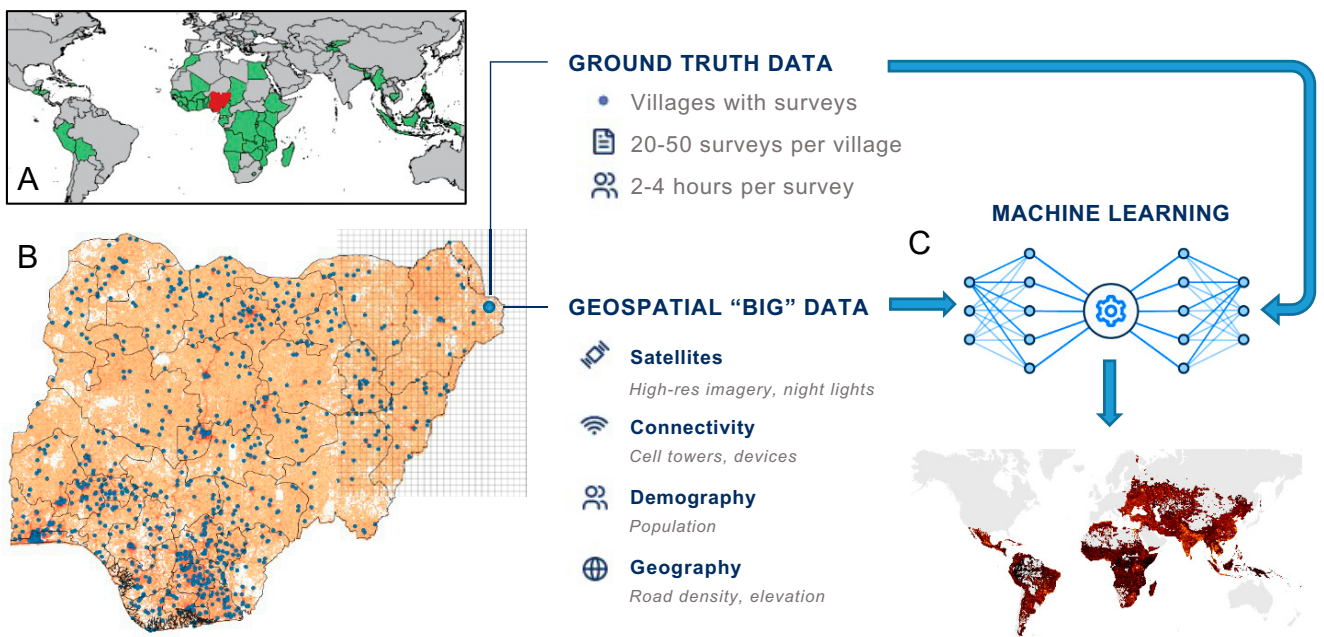 A
GROUND TRUTH DATA
Villages with surveys
20-50 surveys per village
2-4 hours per survey
B
GEOSPATIAL “BIG” DATA
Satellites
High-res imagery, night lights
Connectivity
Cell towers, devices
Demography
Population
Geography
Road density, elevation
MACHINE LEARNING
C